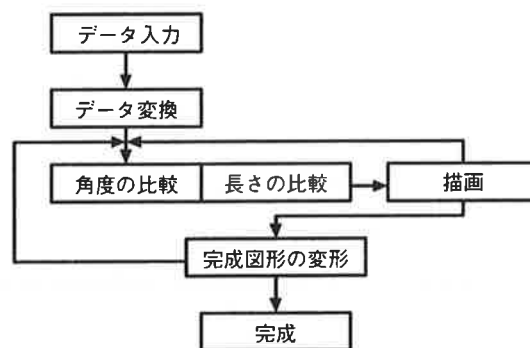 データ入力
データ変換
角度の比較
長さの比較
描画
完成図形の変形
完成